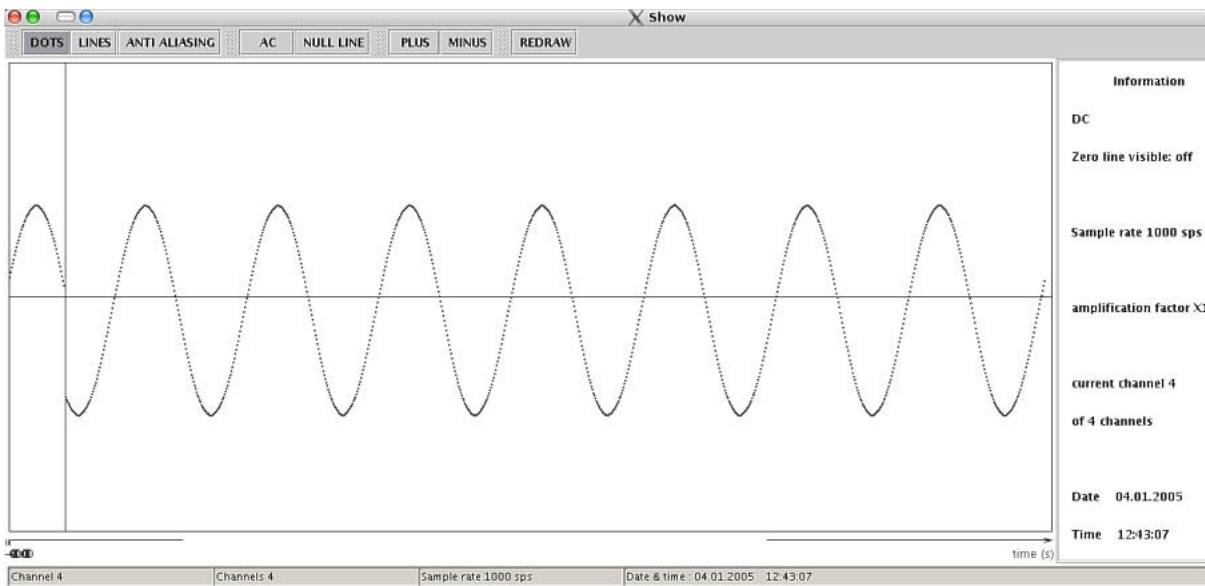 Show
DOTS LINES ANTI ALIASING AC NULL LINE PLUS MINUS REDRAW
Information
DC
Zero line visible: off
Sample rate 1000 sps
amplification factor
current channel 4
of 4 channels
Date 04.01.2005
Time 12:43:07
time (s)
Channel 4 Channels 4 Sample rate 1000 sps Date & time : 04.01.2005 12:43:07